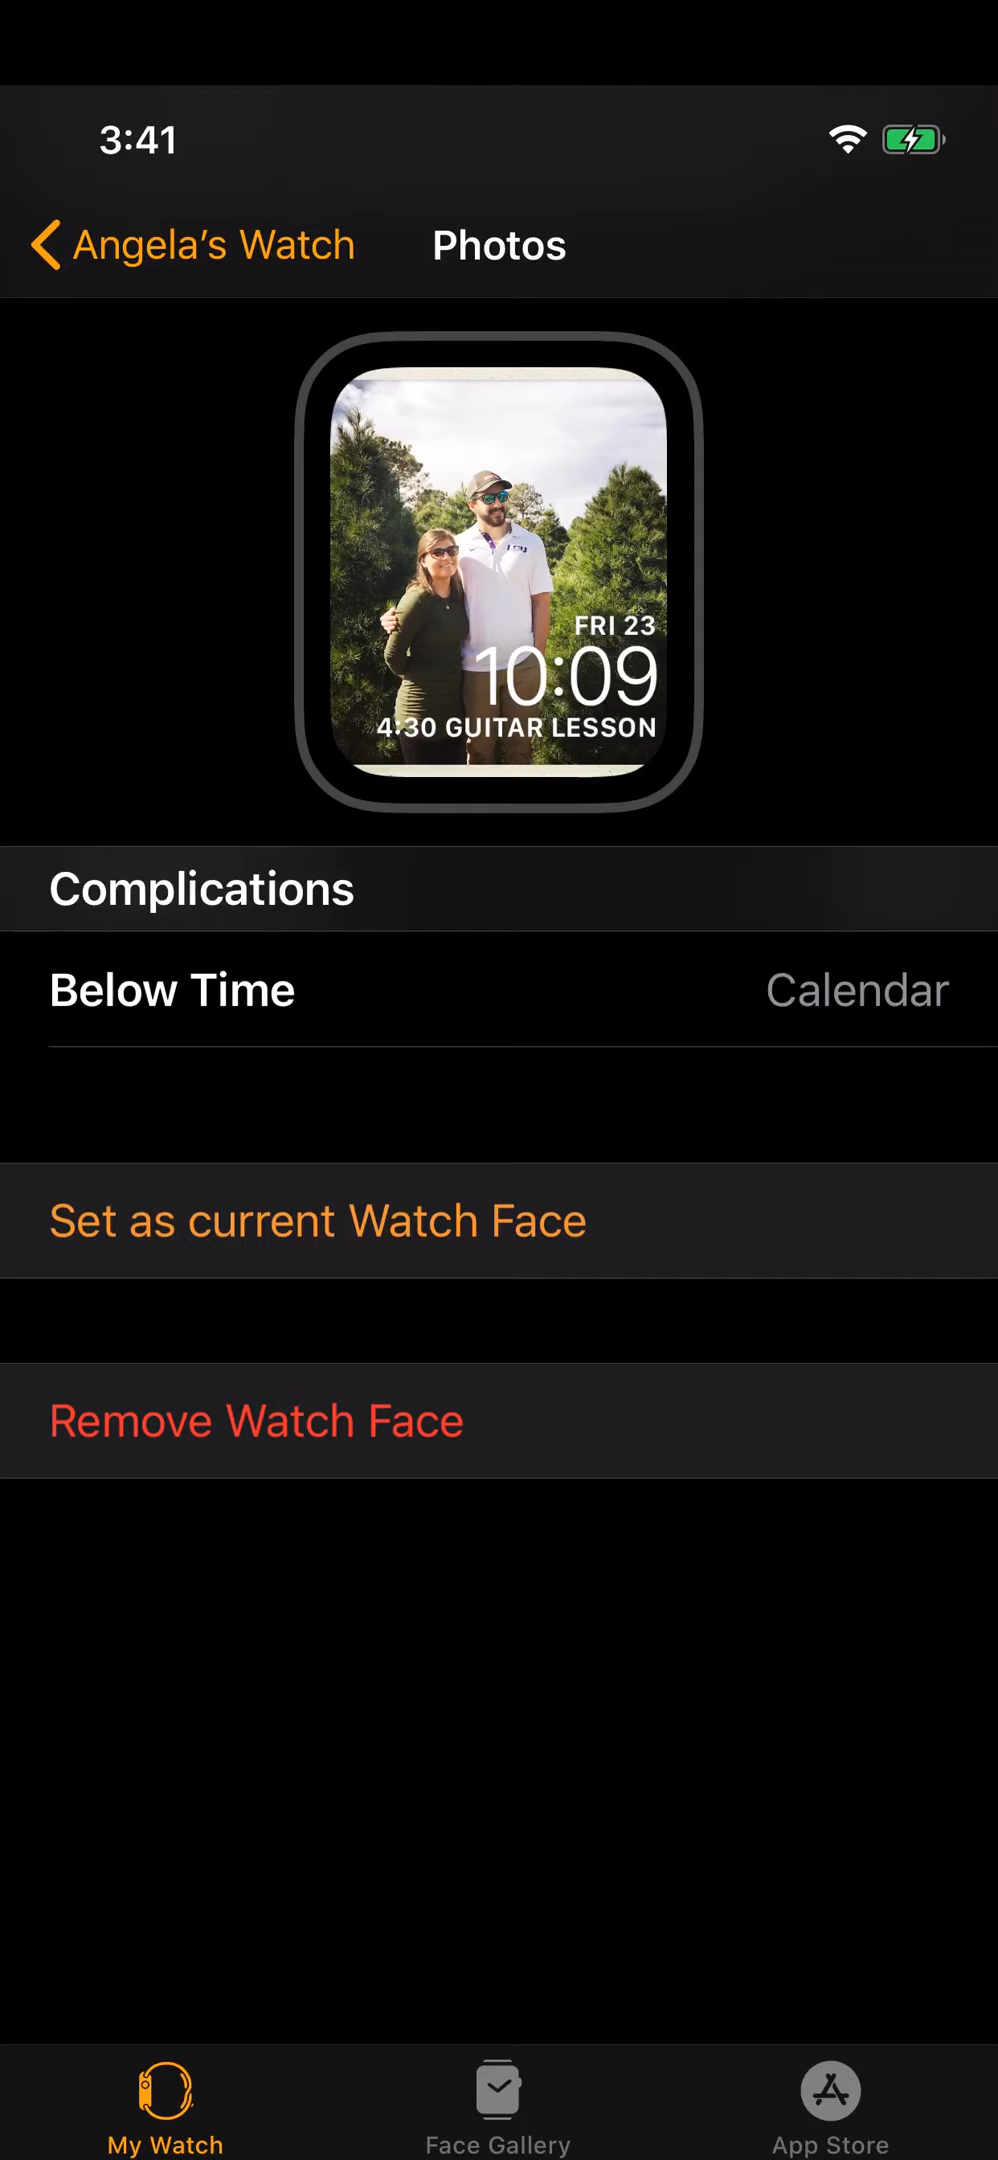 3:41
Angela’s Watch
Photos
LSU
FRI 23
10:09
4:30 GUITAR LESSON
Complications
Below Time
Calendar
Set as current Watch Face
Remove Watch Face
My Watch
Face Gallery
App Store